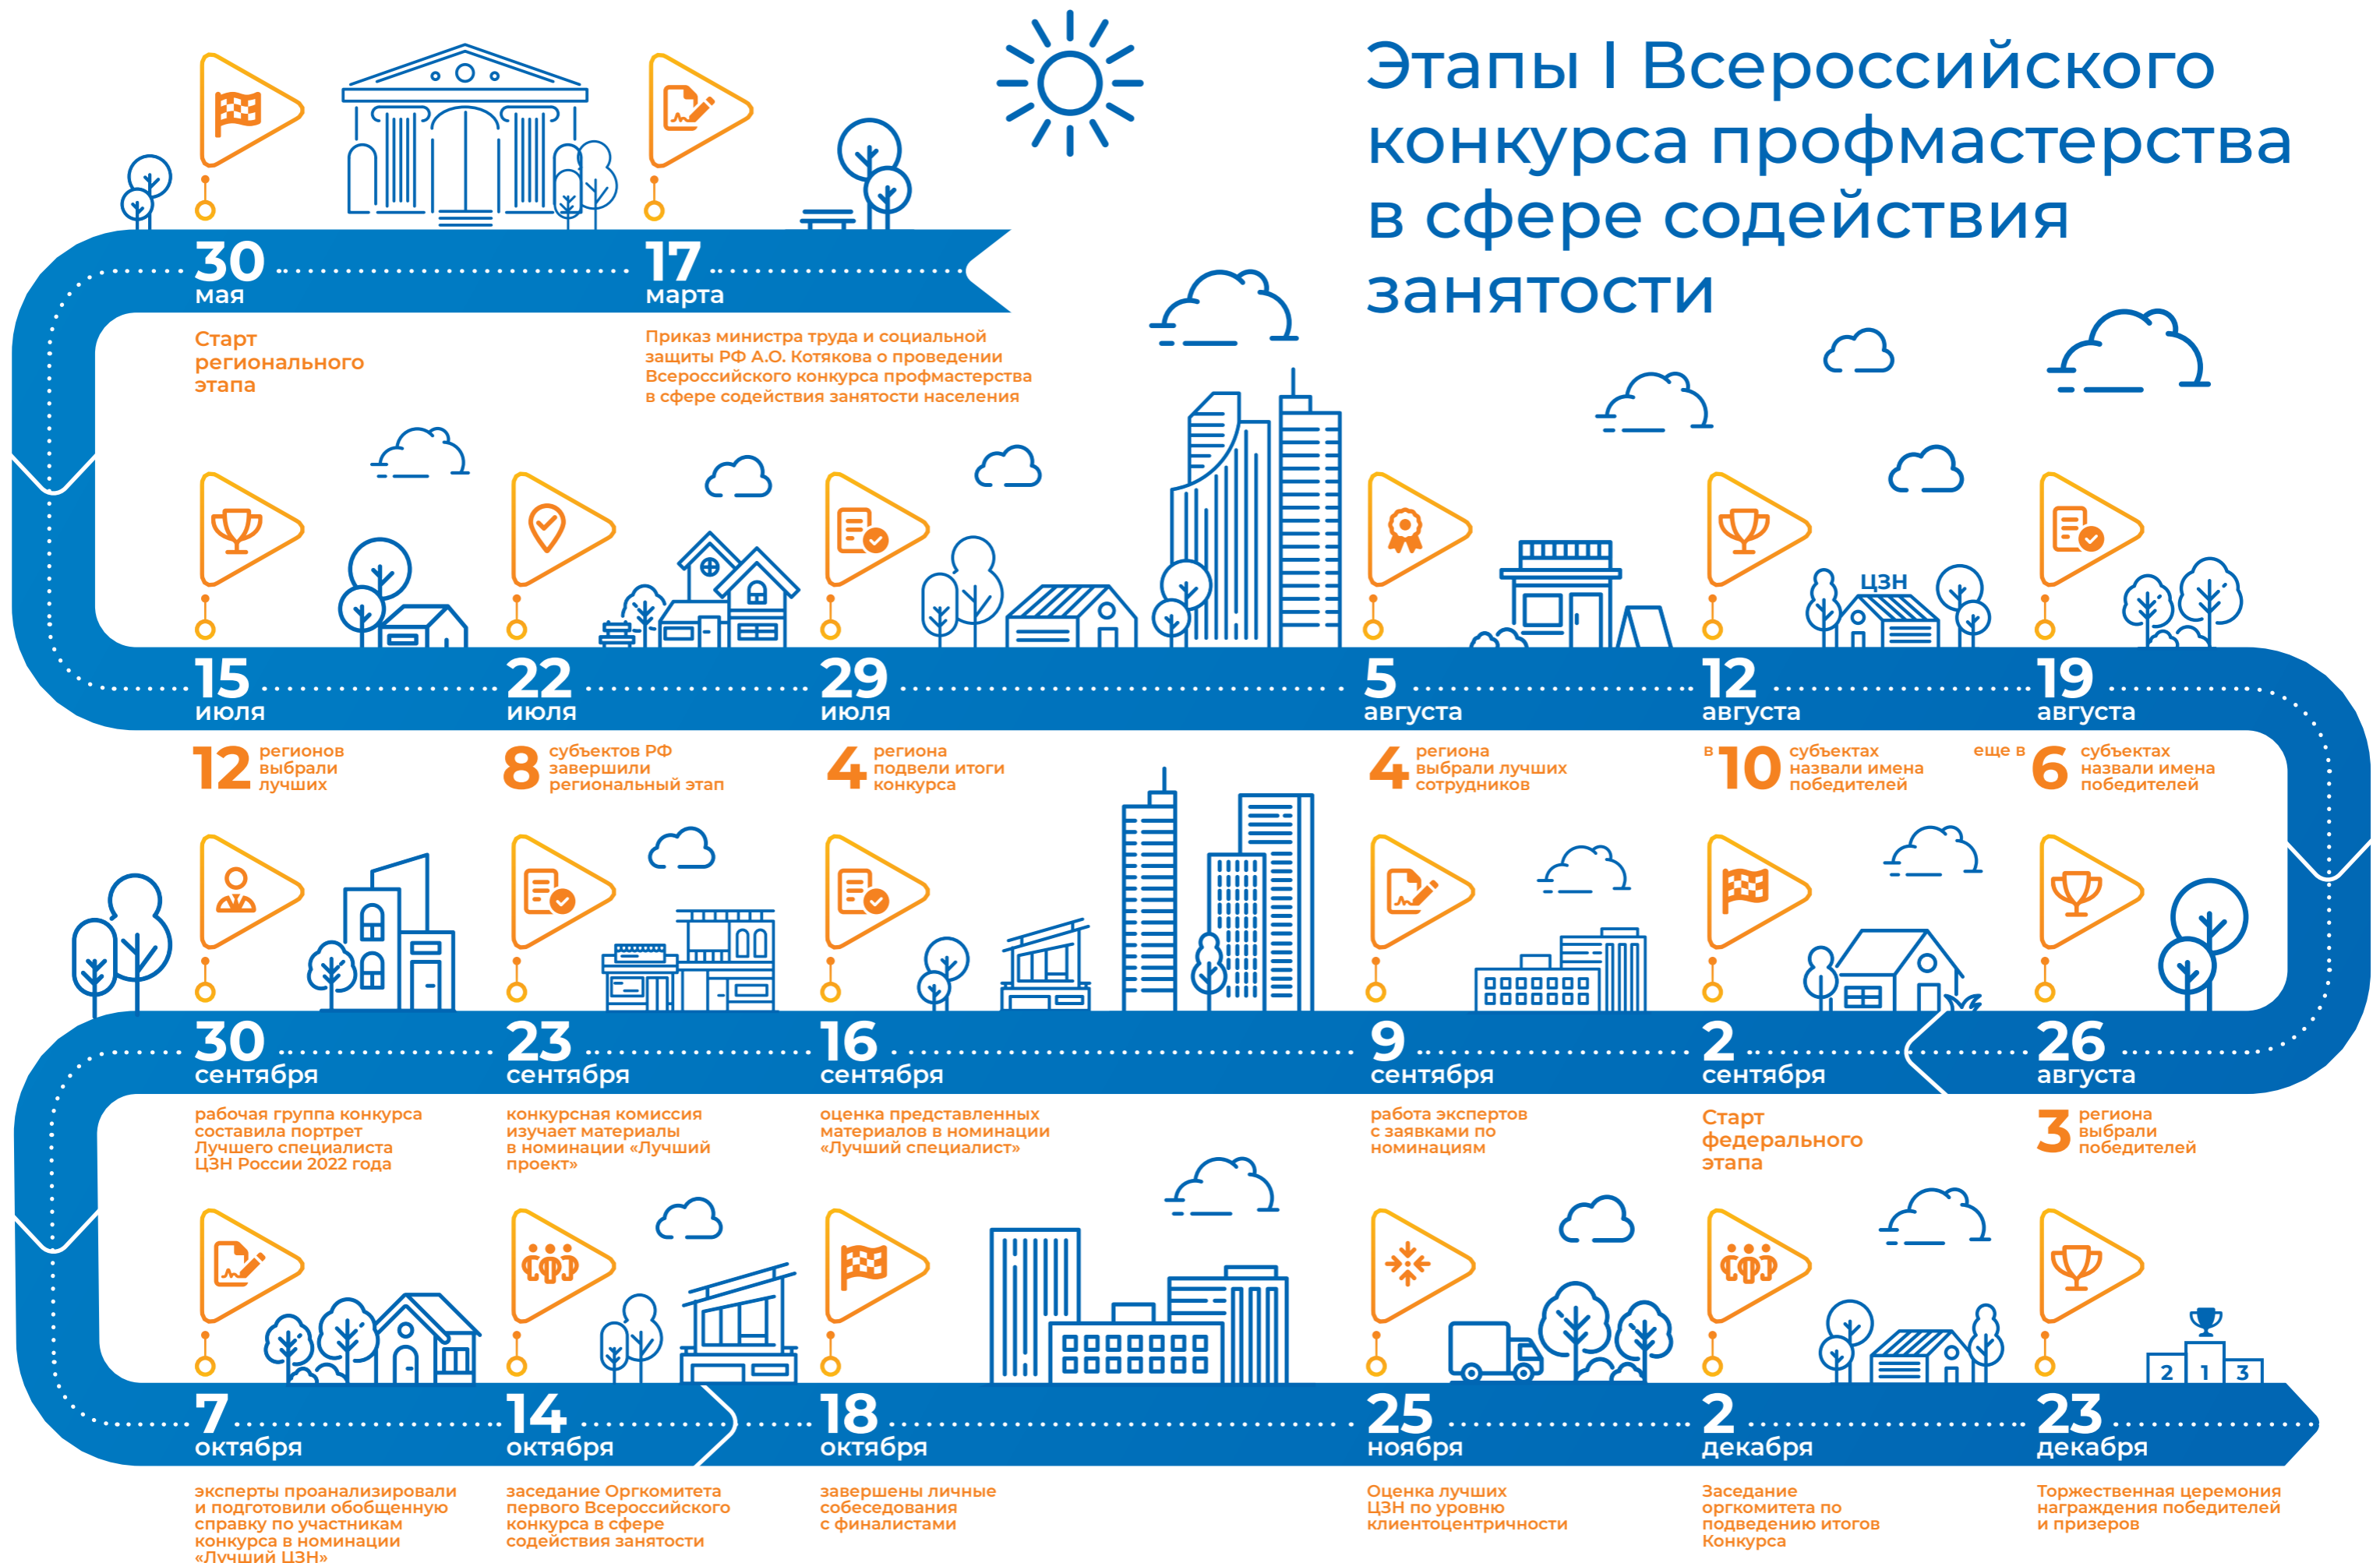 Этапы I Всероссийского
конкурса профмастерства
в сфере содействия
занятости
30
мая
17
марта
Старт
регионального
этапа
Приказ министра труда и социальной
защиты РФ А.О. Котякова о проведении
Всероссийского конкурса профмастерства
в сфере содействия занятости населения
ЦЗН
15
июля
22
июля
29
июля
5
августа
12
августа
19
августа
12 регионов
выбрали
лучших
8 субъектов РФ
завершили
региональный этап
4 региона
подвели итоги
конкурса
4 региона
выбрали лучших
сотрудников
в 10 субъектах
назвали имена
победителей
еще в 6 субъектах
назвали имена
победителей
30
сентября
23
сентября
16
сентября
9
сентября
2
сентября
26
августа
рабочая группа конкурса
составила портрет
Лучшего специалиста
ЦЗН России 2022 года
конкурсная комиссия
изучает материалы
в номинации «Лучший
проект»
оценка представленных
материалов в номинации
«Лучший специалист»
работа экспертов
с заявками по
номинациям
Старт
федерального
этапа
3 региона
выбрали
победителей
2 1 3
7
октября
14
октября
18
октября
25
ноября
2
декабря
23
декабря
эксперты проанализировали
и подготовили обобщенную
справку по участникам
конкурса в номинации
«Лучший ЦЗН»
заседание Оргкомитета
первого Всероссийского
конкурса в сфере
содействия занятости
завершены личные
собеседования
с финалистами
Оценка лучших
ЦЗН по уровню
клиентоцентричности
Заседание
оргкомитета по
подведению итогов
Конкурса
Торжественная церемония
награждения победителей
и призеров